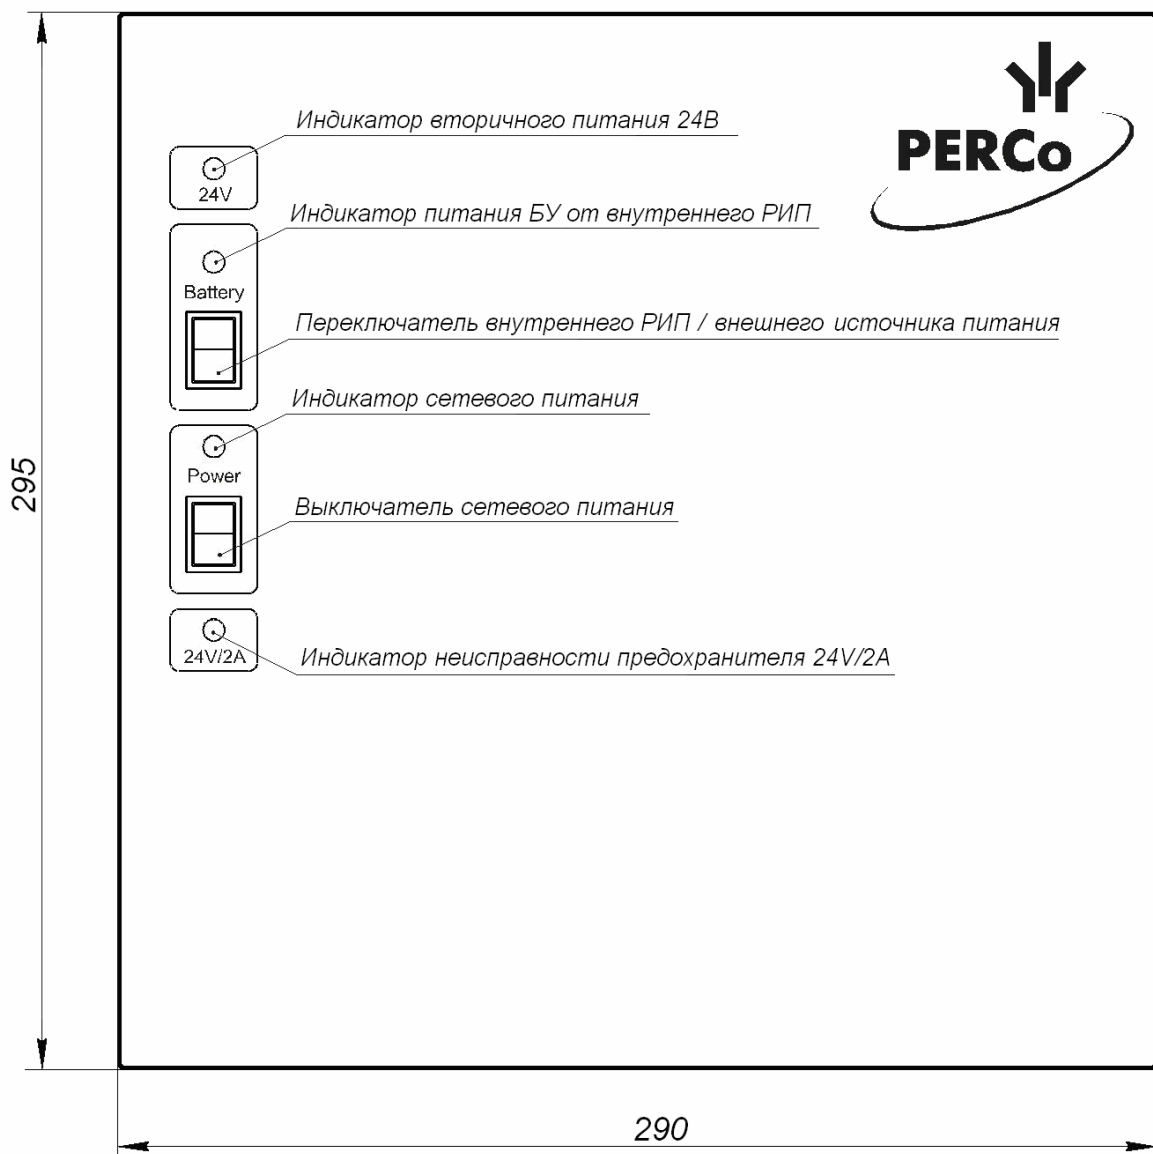 Индикатор вторичного питания 24В
PERCo
24V
Индикатор питания БУ от внутреннего РИП
Battery
Переключатель внутреннего РИП / внешнего источника питания
Индикатор сетевого питания
Power
Выключатель сетевого питания
24V/2A
Индикатор неисправности предохранителя 24V/2A
295
290